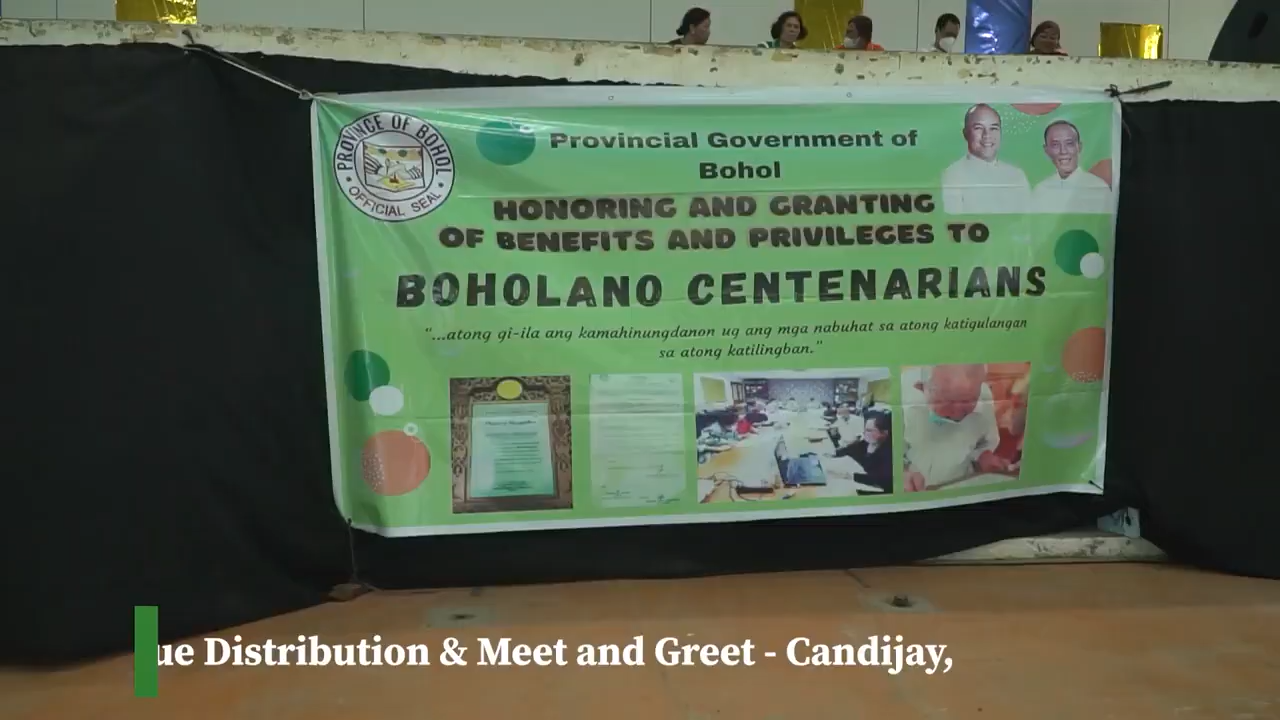 PROVINCE OF BOHOL
OFFICIAL SEAL
Provincial Government of
Bohol
HONORING AND GRANTING
OF BENEFITS AND PRIVILEGES TO
BOHOLANO CENTENARIANS
"...atong gi-ila ang kamahinungdanon ug ang mga nabuhat sa atong katigulangan
sa atong katilingban."
ue Distribution & Meet and Greet - Candijay,